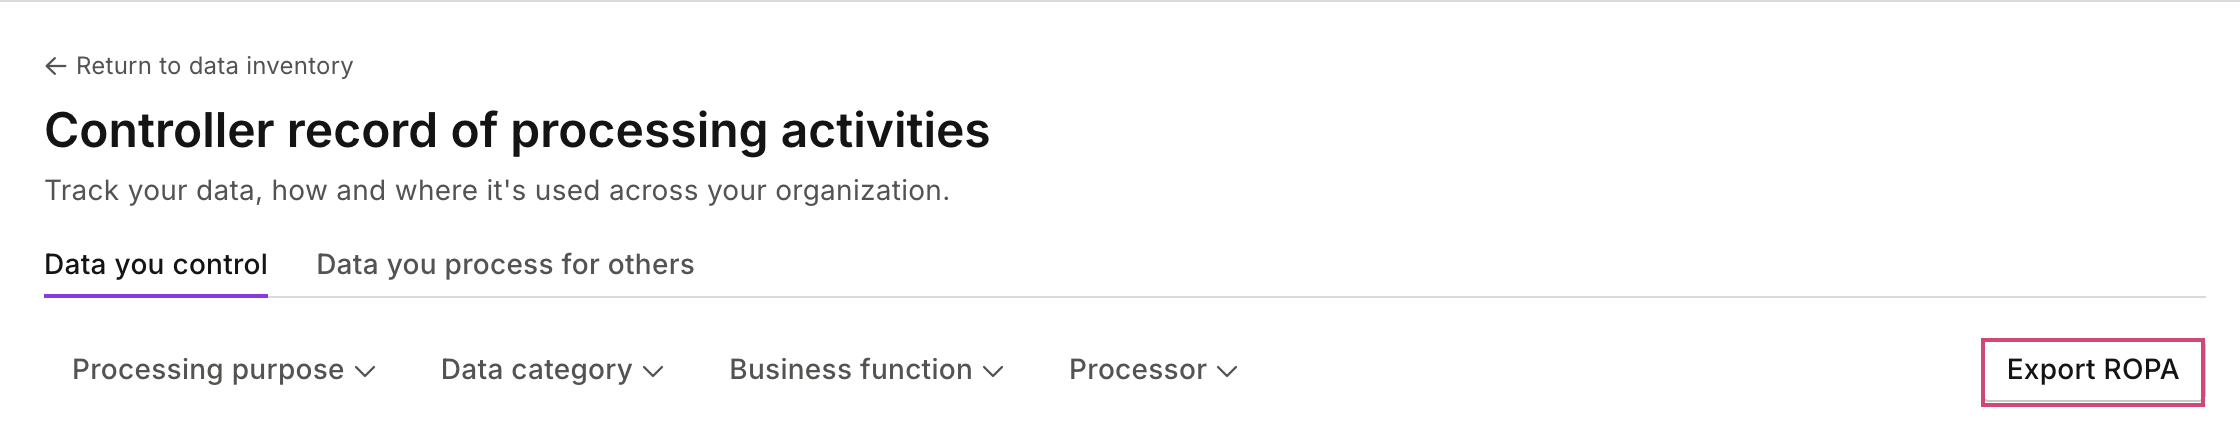 ← Return to data inventory
Controller record of processing activities
Track your data, how and where it's used across your organization.
Data you control Data you process for others
Processing purpose Data category Business function Processor Export ROPA